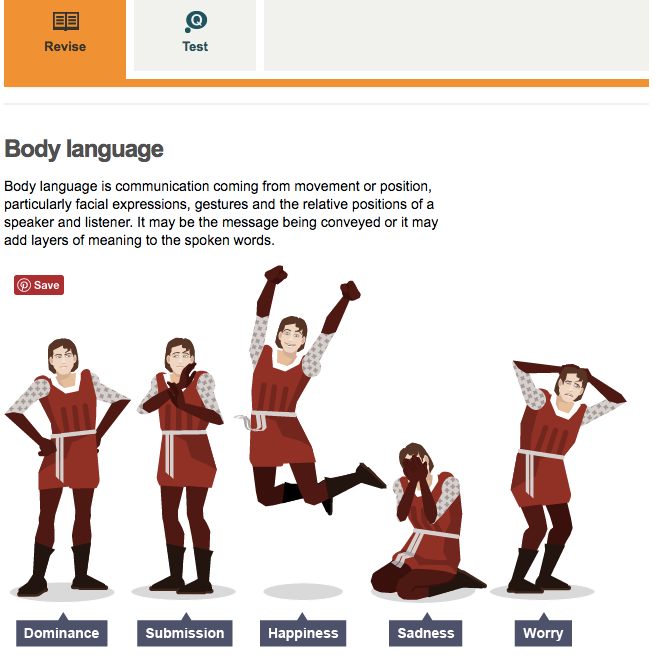 Revise
Q
Test
Body language
Body language is communication coming from movement or position,
particularly facial expressions, gestures and the relative positions of a
speaker and listener. It may be the message being conveyed or it may
add layers of meaning to the spoken words.
Save
Dominance
Submission
Happiness
Sadness
Worry